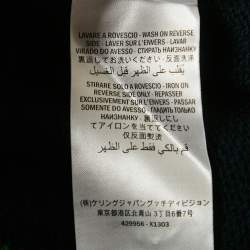 LAVARE A ROVESCIO - WASH ON REVERSE
SIDE - LAVER SUR L'ENVERS - LAVAR
VIRADO DO AVESSO - СТИРАТЬ НАИЗНАНКУ
裏返してお洗いください - 反面洗涤
يُغلب على الظهر قبل الغسيل
STIRARE SOLO A ROVESCIO - IRON ON
REVERSE SIDE ONLY - REPASSER
EXCLUSIVEMENT SUR L'ENVERS - PASSAR
SOMENTE DO AVESSO - ГЛАДИТЬ ТОЛЬКО
НАИЗНАНКУ - 裏返しにし
てアイロンを当てて下さい
仅反面熨烫
قم بالكي فقط على الظهر
(株)ケリングジャパングッチディビジョン
東京都港区北青山3丁目6番7号
429956 - X1303